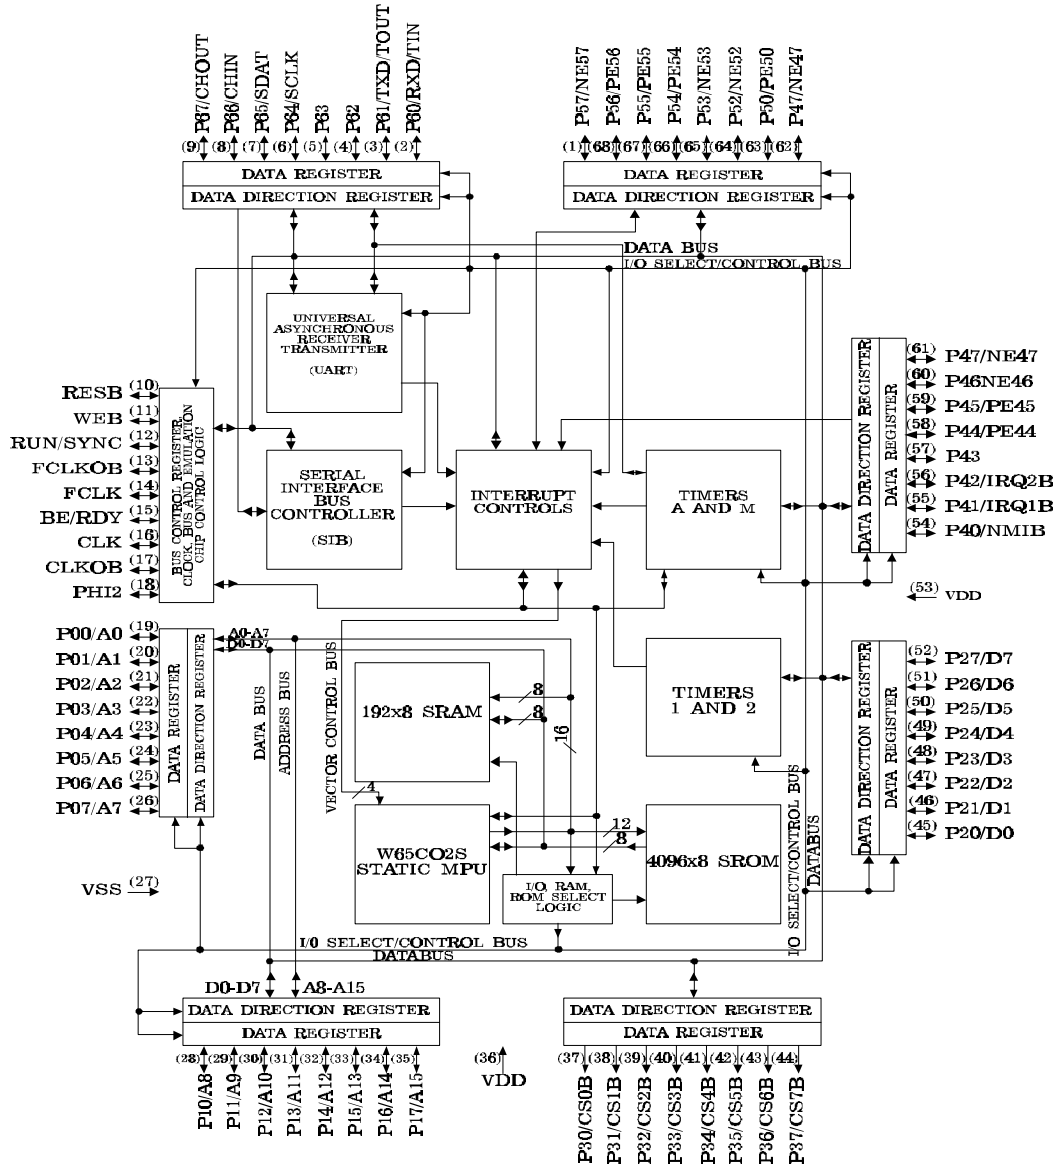 P67/CHOUT
P66/CHIN
P65/SDAT
P64/SCLK
P63
P62
P61/TXD/TOUT
P60/RXD/TIN
(9)
(8)
(7)
(6)
(5)
(4)
(3)
(2)
DATA REGISTER
DATA DIRECTION REGISTER
P57/NE57
P56/PE56
P55/PE55
P54/PE54
P53/NE53
P52/NE52
P50/PE50
P47/NE47
(1)
(68)
(67)
(66)
(65)
(64)
(63)
(62)
DATA REGISTER
DATA DIRECTION REGISTER
DATA BUS
I/O SELECT/CONTROL BUS
UNIVERSAL
ASYNCHRONOUS
RECEIVER
TRANSMITTER
(UART)
RESB (10)
WEB (11)
RUN/SYNC (12)
FCLKOB (13)
FCLK (14)
BE/RDY (15)
CLK (16)
CLKOB (17)
PHI2 (18)
BUS CONTROL REGISTER,
CLOCK, BUS AND EMULATION
CHIP CONTROL LOGIC
SERIAL
INTERFACE
BUS
CONTROLLER
(SIB)
INTERRUPT
CONTROLS
TIMERS
A AND M
DATA DIRECTION REGISTER
DATA REGISTER
(61) P47/NE47
(60) P46NE46
(59) P45/PE45
(58) P44/PE44
(57) P43
(56) P42/IRQ2B
(55) P41/IRQ1B
(54) P40/NMIB
(53) VDD
P00/A0 (19)
P01/A1 (20)
P02/A2 (21)
P03/A3 (22)
P04/A4 (23)
P05/A5 (24)
P06/A6 (25)
P07/A7 (26)
VSS (27)
DATA REGISTER
DATA DIRECTION REGISTER
A0-A7
D0-D7
DATA BUS
ADDRESS BUS
VECTOR CONTROL BUS
192x8 SRAM
8
8
16
4
TIMERS
1 AND 2
W65CO2S
STATIC MPU
12
8
4096x8 SROM
I/O, RAM,
ROM SELECT
LOGIC
I/O SELECT/CONTROL BUS
DATABUS
DATA DIRECTION REGISTER
DATA REGISTER
(52) P27/D7
(51) P26/D6
(50) P25/D5
(49) P24/D4
(48) P23/D3
(47) P22/D2
(46) P21/D1
(45) P20/D0
I/0 SELECT/CONTROL BUS
DATABUS
D0-D7
A8-A15
DATA DIRECTION REGISTER
DATA REGISTER
(28)
(29)
(30)
(31)
(32)
(33)
(34)
(35)
P10/A8
P11/A9
P12/A10
P13/A11
P14/A12
P15/A13
P16/A14
P17/A15
(36)
VDD
DATA DIRECTION REGISTER
DATA REGISTER
(37)
(38)
(39)
(40)
(41)
(42)
(43)
(44)
P30/CS0B
P31/CS1B
P32/CS2B
P33/CS3B
P34/CS4B
P35/CS5B
P36/CS6B
P37/CS7B